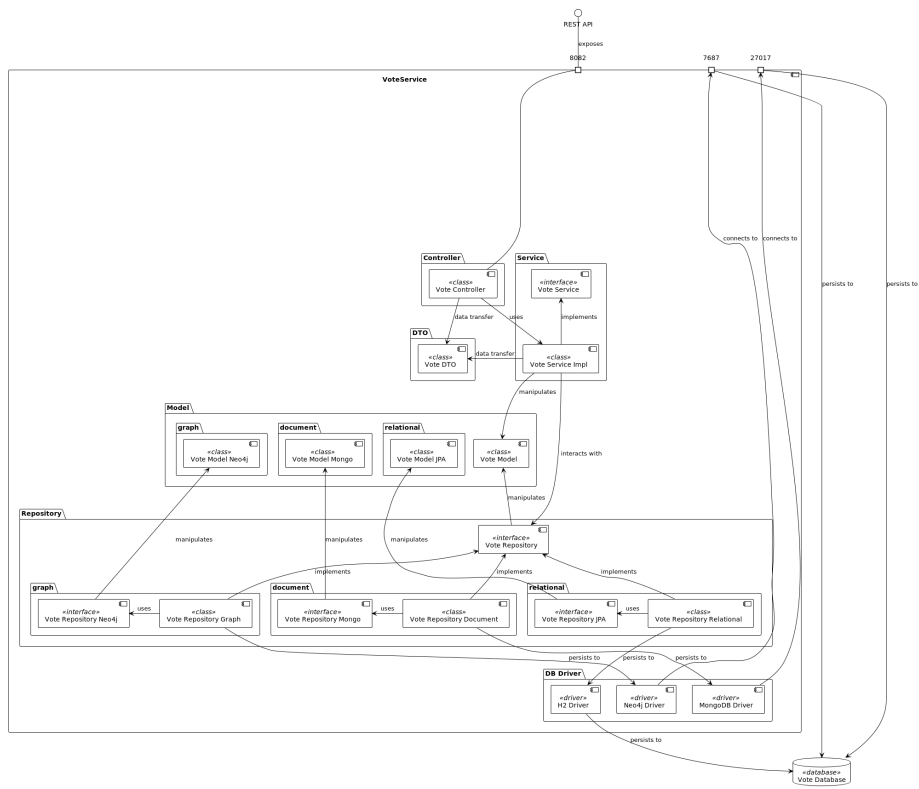 REST API
exposes
8082
7687
27017
VoteService
connects to
connects to
persists to
persists to
Controller
«class»
Vote Controller
Service
«interface»
Vote Service
data transfer
uses
implements
DTO
«class»
Vote DTO
data transfer
«class»
Vote Service Impl
manipulates
interacts with
Model
graph
«class»
Vote Model Neo4j
document
«class»
Vote Model Mongo
relational
«class»
Vote Model JPA
«class»
Vote Model
manipulates
Repository
«interface»
Vote Repository
manipulates
manipulates
manipulates
implements
implements
implements
graph
«interface»
Vote Repository Neo4j
uses
«class»
Vote Repository Graph
document
«interface»
Vote Repository Mongo
uses
«class»
Vote Repository Document
relational
«interface»
Vote Repository JPA
uses
«class»
Vote Repository Relational
persists to
persists to
persists to
DB Driver
«driver»
H2 Driver
«driver»
Neo4j Driver
«driver»
MongoDB Driver
persists to
«database»
Vote Database